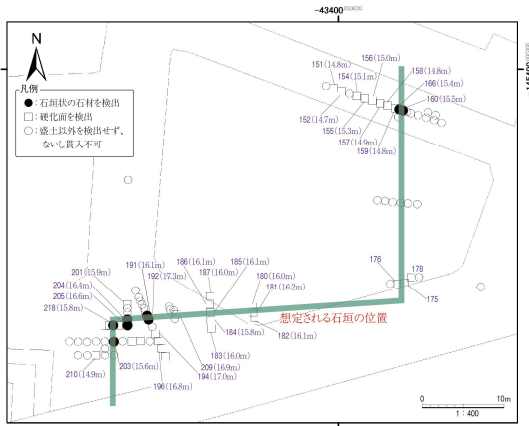 -43400.000000
N
凡例
●：石垣状の石材を検出
□：硬化面を検出
○：盛土以外を検出せず、
ないし貫入不可
151(14.8m)
156(15.0m)
154(15.1m)
158(14.8m)
166(15.4m)
160(15.5m)
152(14.7m)
155(15.3m)
157(14.9m)
159(14.8m)
176
178
175
191(16.1m)
186(16.1m)
185(16.1m)
201(15.9m)
192(17.3m)
187(16.0m)
180(16.0m)
204(16.4m)
181(16.2m)
205(16.6m)
218(15.8m)
想定される石垣の位置
184(15.8m)
182(16.1m)
183(16.0m)
209(16.9m)
203(15.6m)
194(17.0m)
210(14.9m)
196(16.8m)
0
10m
1：400